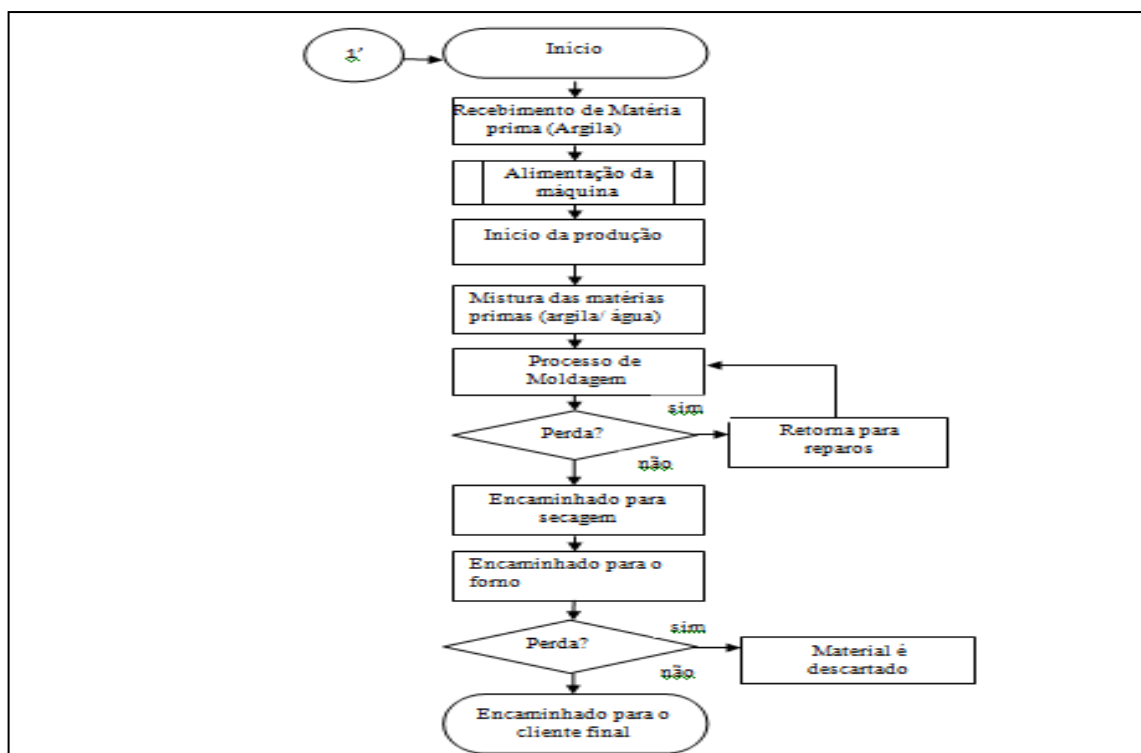 1’
Início
Recebimento de Matéria
prima (Argila)
Alimentação da
máquina
Início da produção
Mistura das matérias
primas (argila/ água)
Processo de
Moldagem
sim
Perda?
Retorna para
reparos
não
Encaminhado para
secagem
Encaminhado para o
forno
sim
Perda?
Material é
descartado
não
Encaminhado para o
cliente final